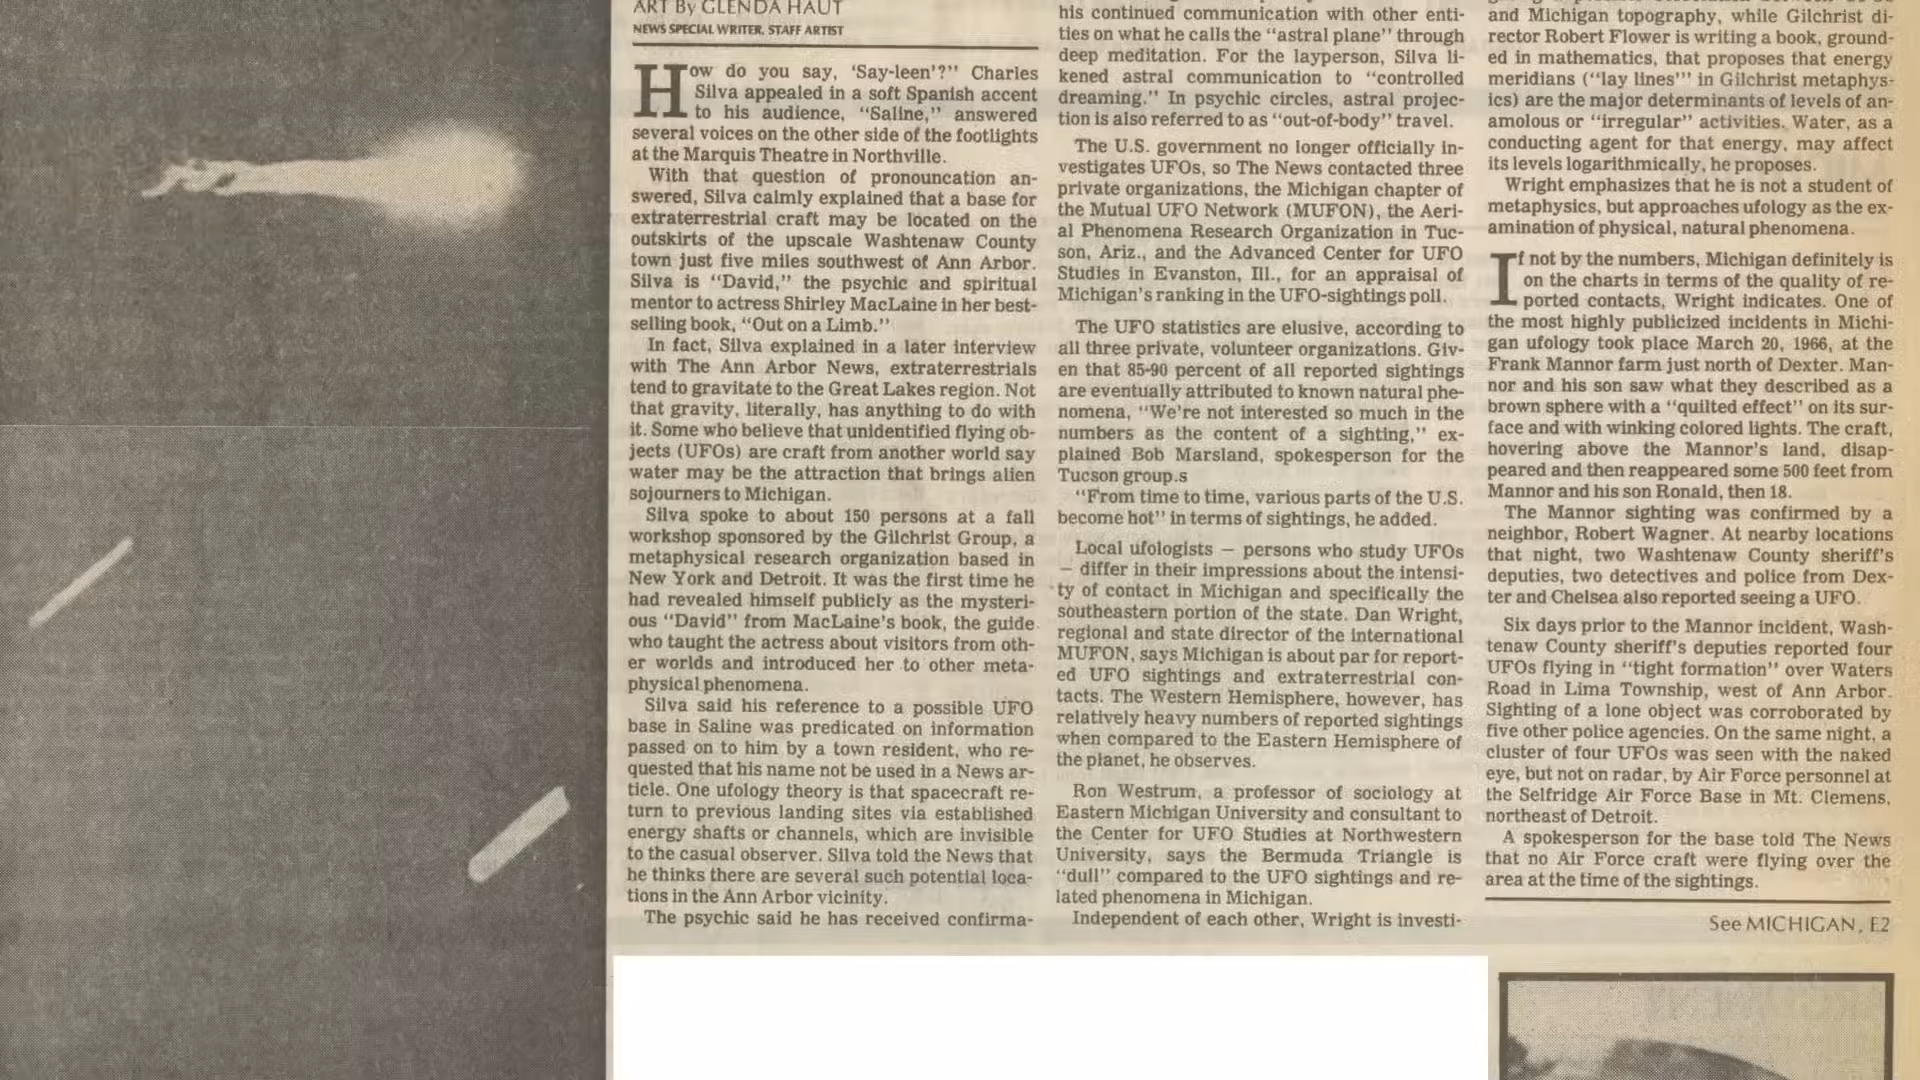 ART By GLENDA HAUT
NEWS SPECIAL WRITER, STAFF ARTIST
How do you say, 'Say-leen'?" Charles
Silva appealed in a soft Spanish accent
to his audience, "Saline," answered
several voices on the other side of the footlights
at the Marquis Theatre in Northville.
With that question of pronouncation an-
swered, Silva calmly explained that a base for
extraterrestrial craft may be located on the
outskirts of the upscale Washtenaw County
town just five miles southwest of Ann Arbor.
Silva is "David," the psychic and spiritual
mentor to actress Shirley MacLaine in her best-
selling book, "Out on a Limb."
In fact, Silva explained in a later interview
with The Ann Arbor News, extraterrestrials
tend to gravitate to the Great Lakes region. Not
that gravity, literally, has anything to do with
it. Some who believe that unidentified flying ob-
jects (UFOs) are craft from another world say
water may be the attraction that brings alien
sojourners to Michigan.
Silva spoke to about 150 persons at a fall
workshop sponsored by the Gilchrist Group, a
metaphysical research organization based in
New York and Detroit. It was the first time he
had revealed himself publicly as the mysteri-
ous "David" from MacLaine's book, the guide
who taught the actress about visitors from oth-
er worlds and introduced her to other meta-
physical phenomena.
Silva said his reference to a possible UFO
base in Saline was predicated on information
passed on to him by a town resident, who re-
quested that his name not be used in a News ar-
ticle. One ufology theory is that spacecraft re-
turn to previous landing sites via established
energy shafts or channels, which are invisible
to the casual observer. Silva told the News that
he thinks there are several such potential loca-
tions in the Ann Arbor vicinity.
The psychic said he has received confirma-
his continued communication with other enti-
ties on what he calls the "astral plane" through
deep meditation. For the layperson, Silva li-
kened astral communication to "controlled
dreaming." In psychic circles, astral projec-
tion is also referred to as "out-of-body" travel.
The U.S. government no longer officially in-
vestigates UFOs, so The News contacted three
private organizations, the Michigan chapter of
the Mutual UFO Network (MUFON), the Aeri-
al Phenomena Research Organization in Tuc-
son, Ariz., and the Advanced Center for UFO
Studies in Evanston, Ill., for an appraisal of
Michigan's ranking in the UFO-sightings poll.
The UFO statistics are elusive, according to
all three private, volunteer organizations. Giv-
en that 85-90 percent of all reported sightings
are eventually attributed to known natural phe-
nomena, "We're not interested so much in the
numbers as the content of a sighting," ex-
plained Bob Marsland, spokesperson for the
Tucson group.s
"From time to time, various parts of the U.S.
become hot" in terms of sightings, he added.
Local ufologists — persons who study UFOs
— differ in their impressions about the intensi-
ty of contact in Michigan and specifically the
southeastern portion of the state. Dan Wright,
regional and state director of the international
MUFON, says Michigan is about par for report-
ed UFO sightings and extraterrestrial con-
tacts. The Western Hemisphere, however, has
relatively heavy numbers of reported sightings
when compared to the Eastern Hemisphere of
the planet, he observes.
Ron Westrum, a professor of sociology at
Eastern Michigan University and consultant to
the Center for UFO Studies at Northwestern
University, says the Bermuda Triangle is
"dull" compared to the UFO sightings and re-
lated phenomena in Michigan.
Independent of each other, Wright is investi-
and Michigan topography, while Gilchrist di-
rector Robert Flower is writing a book, ground-
ed in mathematics, that proposes that energy
meridians ("lay lines'" in Gilchrist metaphys-
ics) are the major determinants of levels of an-
amolous or "irregular" activities. Water, as a
conducting agent for that energy, may affect
its levels logarithmically, he proposes.
Wright emphasizes that he is not a student of
metaphysics, but approaches ufology as the ex-
amination of physical, natural phenomena.
If not by the numbers, Michigan definitely is
on the charts in terms of the quality of re-
ported contacts, Wright indicates. One of
the most highly publicized incidents in Michi-
gan ufology took place March 20, 1966, at the
Frank Mannor farm just north of Dexter. Man-
nor and his son saw what they described as a
brown sphere with a "quilted effect" on its sur-
face and with winking colored lights. The craft,
hovering above the Mannor's land, disap-
peared and then reappeared some 500 feet from
Mannor and his son Ronald, then 18.
The Mannor sighting was confirmed by a
neighbor, Robert Wagner. At nearby locations
that night, two Washtenaw County sheriff's
deputies, two detectives and police from Dex-
ter and Chelsea also reported seeing a UFO.
Six days prior to the Mannor incident, Wash-
tenaw County sheriff's deputies reported four
UFOs flying in "tight formation" over Waters
Road in Lima Township, west of Ann Arbor.
Sighting of a lone object was corroborated by
five other police agencies. On the same night, a
cluster of four UFOs was seen with the naked
eye, but not on radar, by Air Force personnel at
the Selfridge Air Force Base in Mt. Clemens,
northeast of Detroit.
A spokesperson for the base told The News
that no Air Force craft were flying over the
area at the time of the sightings.
See MICHIGAN, E2